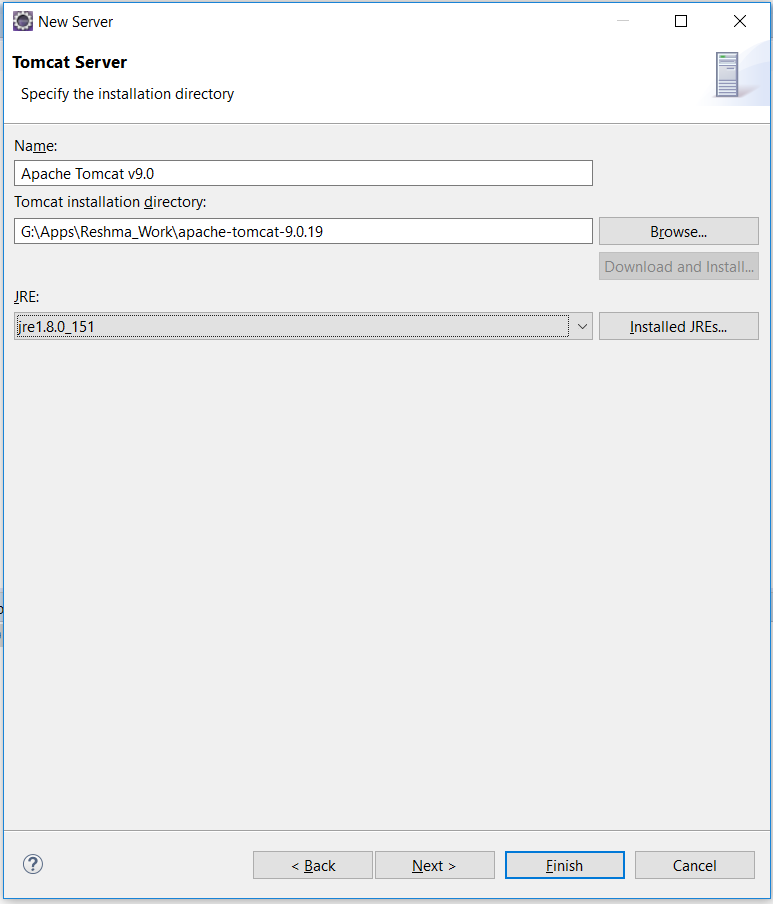 New Server
Tomcat Server
Specify the installation directory
Name:
Apache Tomcat v9.0
Tomcat installation directory:
G:\Apps\Reshma_Work\apache-tomcat-9.0.19
Browse...
Download and Install...
JRE:
jre1.8.0_151
Installed JREs...
?
< Back
Next >
Finish
Cancel